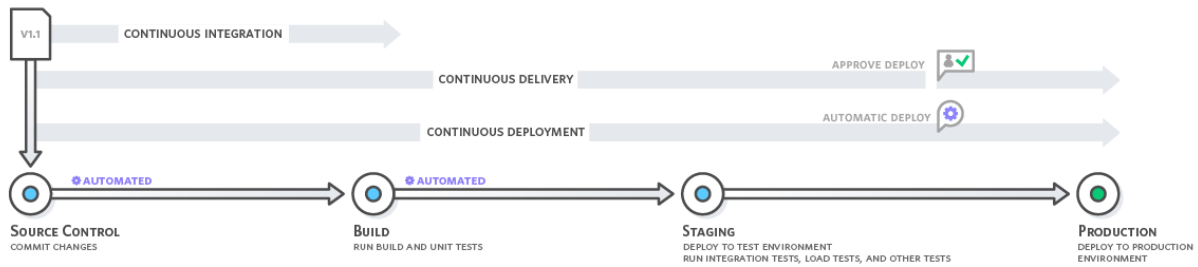 V1.1
CONTINUOUS INTEGRATION
APPROVE DEPLOY
CONTINUOUS DELIVERY
AUTOMATIC DEPLOY
CONTINUOUS DEPLOYMENT
AUTOMATED
AUTOMATED
SOURCE CONTROL
COMMIT CHANGES
BUILD
RUN BUILD AND UNIT TESTS
STAGING
DEPLOY TO TEST ENVIRONMENT
RUN INTEGRATION TESTS, LOAD TESTS, AND OTHER TESTS
PRODUCTION
DEPLOY TO PRODUCTION
ENVIRONMENT